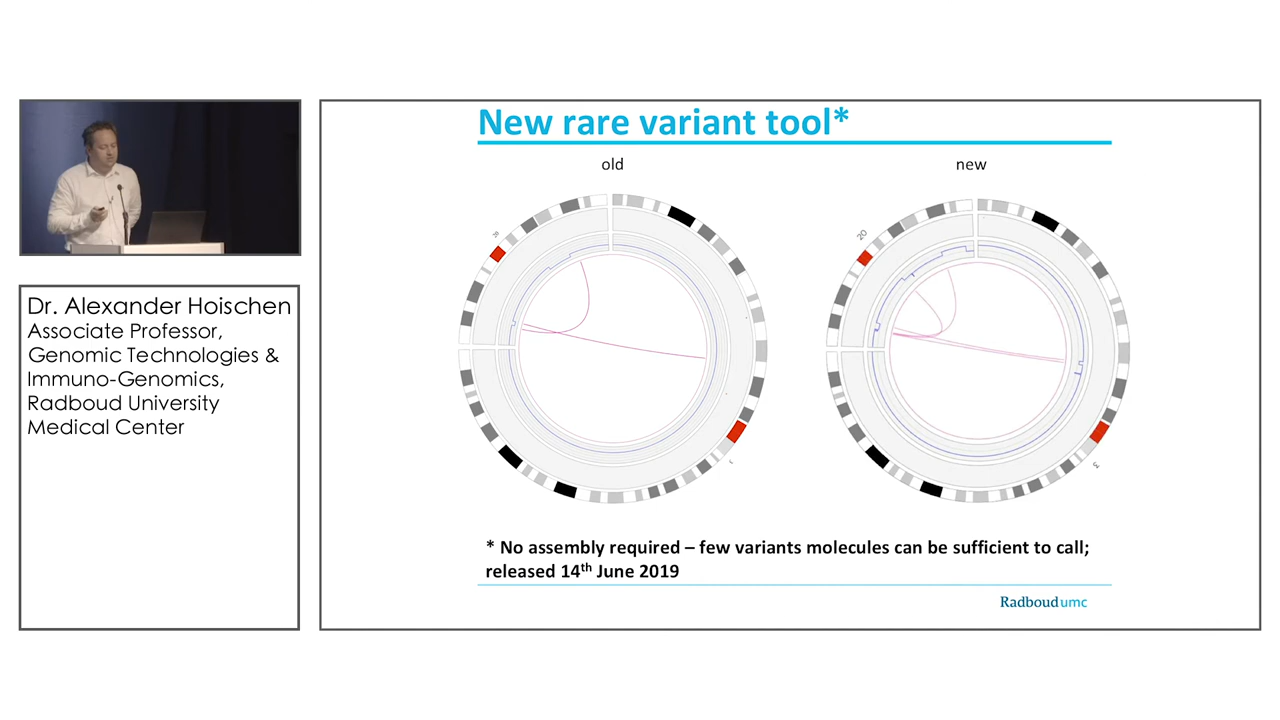 New rare variant tool*
old
new
20
3
Dr. Alexander Hoischen
Associate Professor,
Genomic Technologies &
Immuno-Genomics,
Radboud University
Medical Center
* No assembly required – few variants molecules can be sufficient to call;
released 14th June 2019
Radboudumc